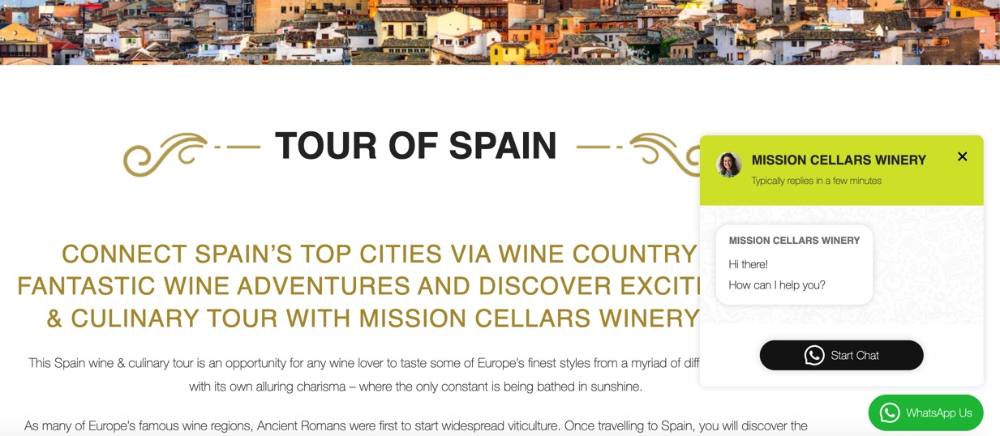 TOUR OF SPAIN
MISSION CELLARS WINERY
Typically replies in a few minutes
MISSION CELLARS WINERY
Hi there!
How can I help you?
Start Chat
WhatsApp Us
CONNECT SPAIN’S TOP CITIES VIA WINE COUNTRY
FANTASTIC WINE ADVENTURES AND DISCOVER
& CULINARY TOUR WITH MISSION CELLARS WINERY
This Spain wine & culinary tour is an opportunity for any wine lover to taste some of Europe’s finest styles from a myriad of
with its own alluring charisma – where the only constant is being bathed in sunshine.
As many of Europe’s famous wine regions, Ancient Romans were first to start widespread viticulture. Once travelling to Spain, you will discover the